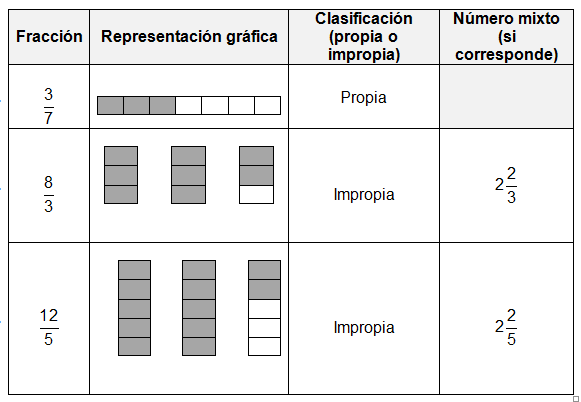 Fracción
Representación gráfica
Clasificación
(propia o
impropia)
Número mixto
(si
corresponde)
3
7
Propia
8
3
Impropia
2 2
3
12
5
Impropia
2 2
5